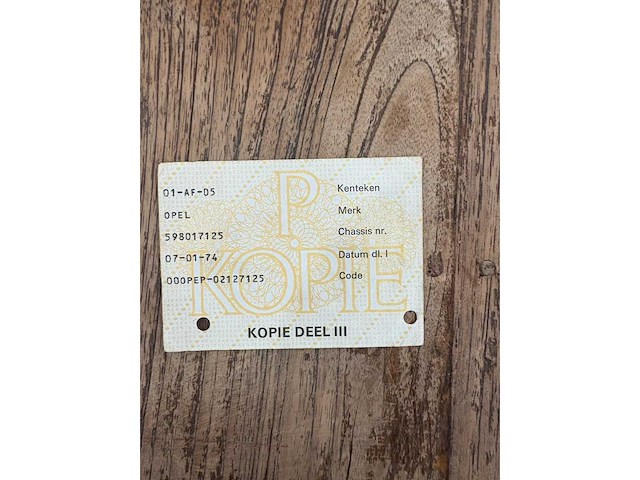 01-AF-05 Kenteken
OPEL Merk
598017125 Chassis nr.
07-01-74 Datum dl. I
000PEP-02127125 Code
P
KOPIE
KOPIE DEEL III